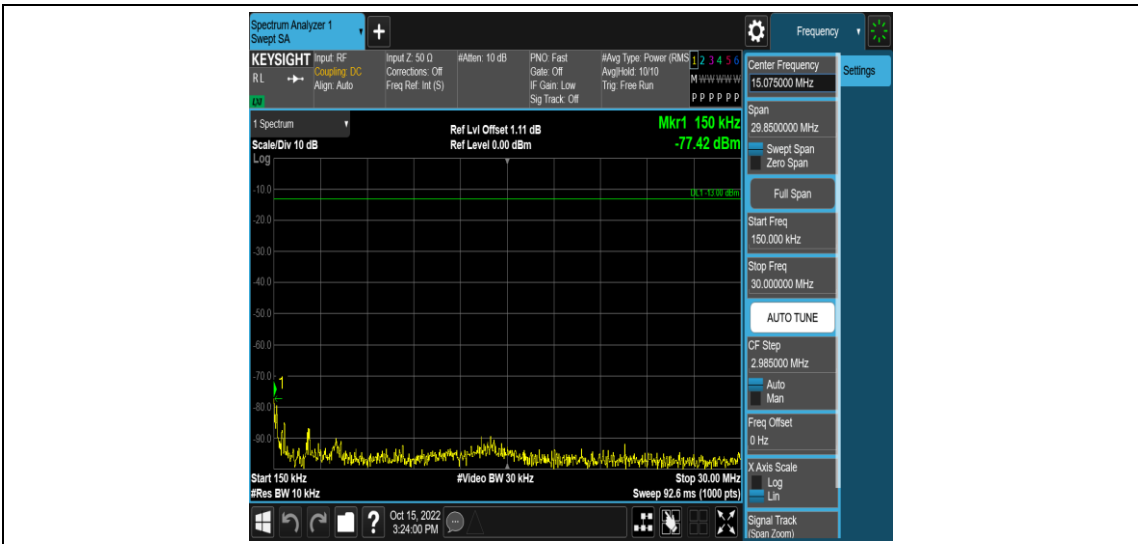 Spectrum Analyzer 1
Swept SA
+
Frequency
KEYSIGHT
Input: RF
Coupling: DC
Align: Auto
Input Z: 50 Ω
Corrections: Off
Freq Ref: Int (S)
#Atten: 10 dB
PNO: Fast
Gate: Off
IF Gain: Low
Sig Track: Off
#Avg Type: Power (RMS
Avg|Hold: 10/10
Trig: Free Run
1 2 3 4 5 6
M W W W W W
P P P P P P
RL
LXI
1 Spectrum
Scale/Div 10 dB
Log
Ref Lvl Offset 1.11 dB
Ref Level 0.00 dBm
Mkr1 150 kHz
-77.42 dBm
DL1 -13.00 dBm
-10.0
-20.0
-30.0
-40.0
-50.0
-60.0
-70.0
1
-80.0
-90.0
Start 150 kHz
#Res BW 10 kHz
#Video BW 30 kHz
Stop 30.00 MHz
Sweep 92.6 ms (1000 pts)
?
Oct 15, 2022
3:24:00 PM
Center Frequency
15.075000 MHz
Settings
Span
29.8500000 MHz
Swept Span
Zero Span
Full Span
Start Freq
150.000 kHz
Stop Freq
30.000000 MHz
AUTO TUNE
CF Step
2.985000 MHz
Auto
Man
Freq Offset
0 Hz
X Axis Scale
Log
Lin
Signal Track
(Span Zoom)